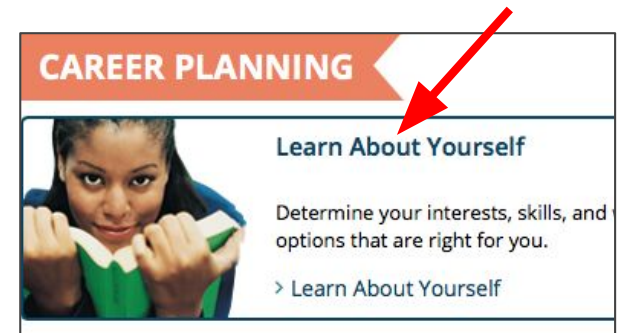 CAREER PLANNING
Learn About Yourself
Determine your interests, skills, and
options that are right for you.
> Learn About Yourself